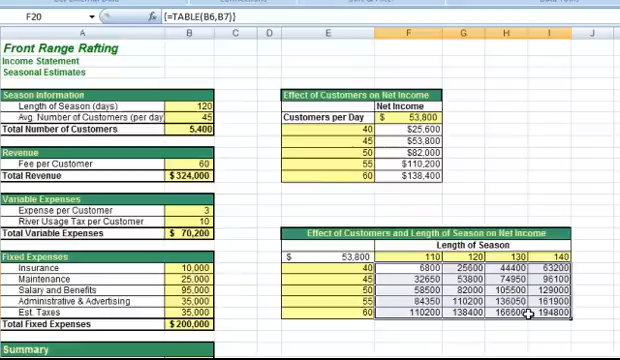 F20 fx {=TABLE(B6,B7)}
A B C D E F G H I J
Front Range Rafting
Income Statement
Seasonal Estimates
Season Information
Length of Season (days) 120
Avg. Number of Customers (per day 45
Total Number of Customers 5,400
Revenue
Fee per Customer 60
Total Revenue $324,000
Variable Expenses
Expense per Customer 3
River Usage Tax per Customer 10
Total Variable Expenses $ 70,200
Fixed Expenses
Insurance 10,000
Maintenance 25,000
Salary and Benefits 95,000
Administrative & Advertising 35,000
Est. Taxes 35,000
Total Fixed Expenses $200,000
Summary
Effect of Customers on Net Income
Net Income
Customers per Day $ 53,800
40 $25,600
45 $53,800
50 $82,000
55 $110,200
60 $138,400
Effect of Customers and Length of Season on Net Income
Length of Season
$ 53,800 110 120 130 140
40 6800 25600 44400 63200
45 32650 53800 74950 96100
50 58500 82000 105500 129000
55 84350 110200 136050 161900
60 110200 138400 166600 194800